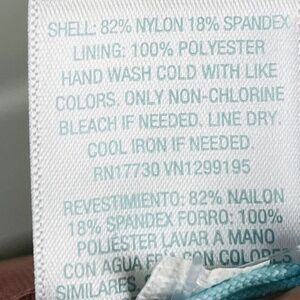 SHELL: 82% NYLON 18% SPANDEX
LINING: 100% POLYESTER
HAND WASH COLD WITH LIKE
COLORS. ONLY NON-CHLORINE
BLEACH IF NEEDED. LINE DRY.
COOL IRON IF NEEDED.
RN17730 VN1299195
REVESTIMIENTO: 82% NAILON
18% SPANDEX FORRO: 100%
POLIESTER LAVAR A MANO
CON AGUA FRIA CON COLORES
SIMILARES.